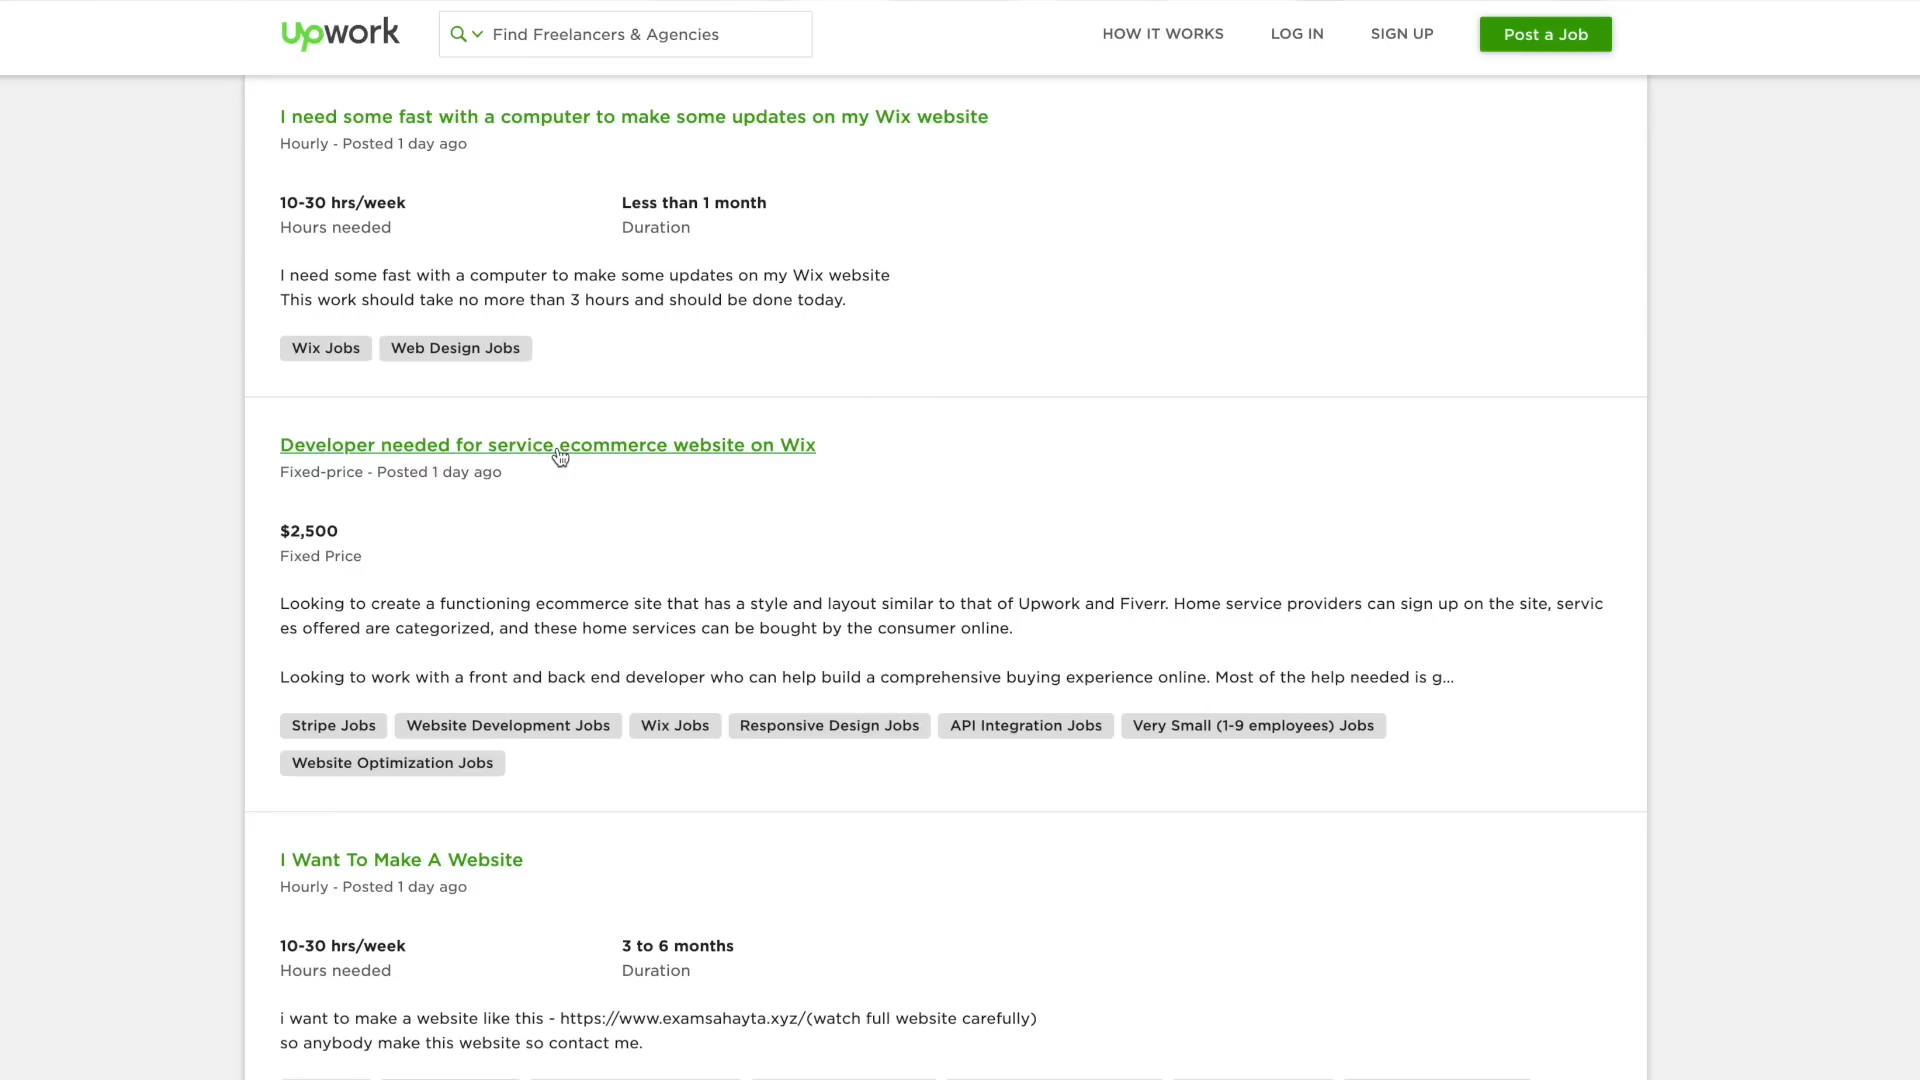 upwork
Find Freelancers & Agencies
HOW IT WORKS
LOG IN
SIGN UP
Post a Job
I need some fast with a computer to make some updates on my Wix website
Hourly - Posted 1 day ago
10-30 hrs/week
Less than 1 month
Hours needed
Duration
I need some fast with a computer to make some updates on my Wix website
This work should take no more than 3 hours and should be done today.
Wix Jobs
Web Design Jobs
Developer needed for service ecommerce website on Wix
Fixed-price - Posted 1 day ago
$2,500
Fixed Price
Looking to create a functioning ecommerce site that has a style and layout similar to that of Upwork and Fiverr. Home service providers can sign up on the site, servic
es offered are categorized, and these home services can be bought by the consumer online.
Looking to work with a front and back end developer who can help build a comprehensive buying experience online. Most of the help needed is g...
Stripe Jobs
Website Development Jobs
Wix Jobs
Responsive Design Jobs
API Integration Jobs
Very Small (1-9 employees) Jobs
Website Optimization Jobs
I Want To Make A Website
Hourly - Posted 1 day ago
10-30 hrs/week
3 to 6 months
Hours needed
Duration
i want to make a website like this - https://www.examsahayta.xyz/(watch full website carefully)
so anybody make this website so contact me.